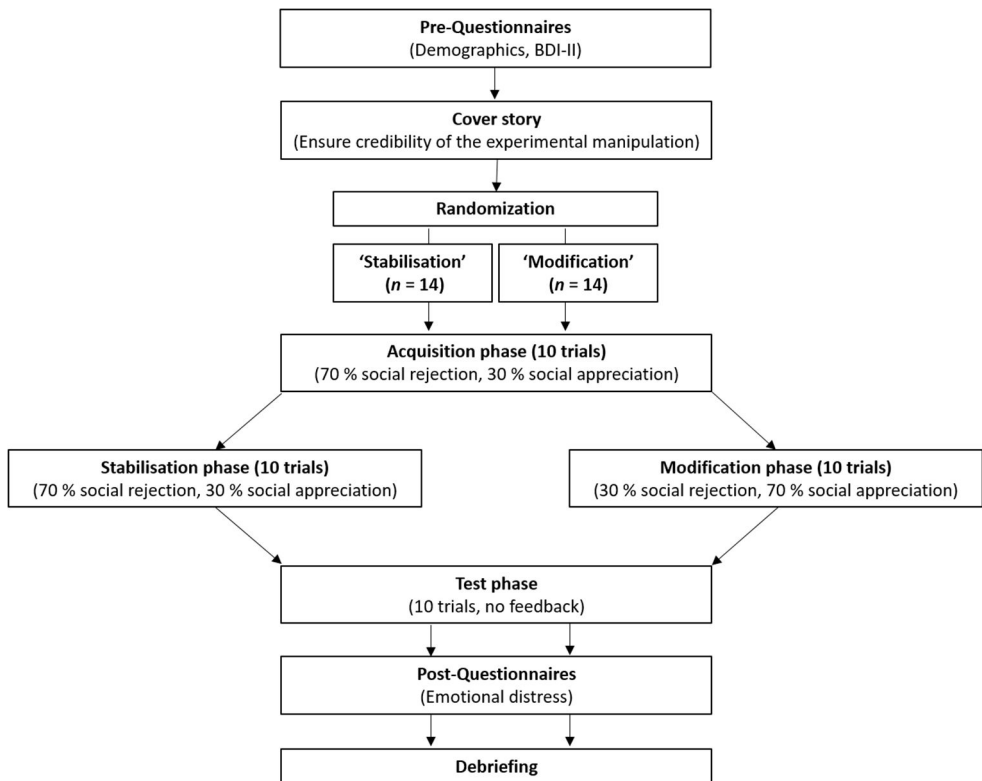 Pre-Questionnaires
(Demographics, BDI-II)
Cover story
(Ensure credibility of the experimental manipulation)
Randomization
‘Stabilisation’
(n = 14)
‘Modification’
(n = 14)
Acquisition phase (10 trials)
(70 % social rejection, 30 % social appreciation)
Stabilisation phase (10 trials)
(70 % social rejection, 30 % social appreciation)
Modification phase (10 trials)
(30 % social rejection, 70 % social appreciation)
Test phase
(10 trials, no feedback)
Post-Questionnaires
(Emotional distress)
Debriefing